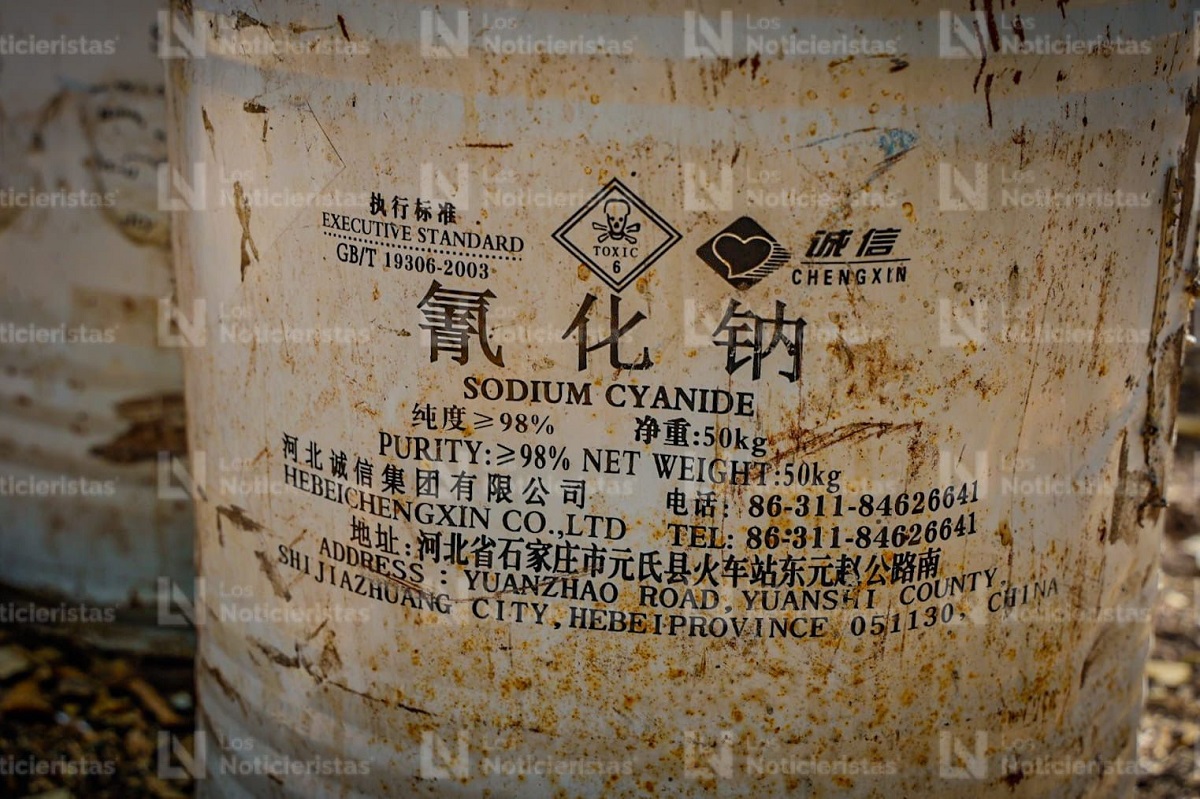 执行标准
EXECUTIVE STANDARD
GB/T 19306-2003
TOXIC
6
诚信
CHENGXIN
氰化钠
SODIUM CYANIDE
纯度≥98% 净重:50kg
PURITY:≥98% NET WEIGHT:50kg
河北诚信集团有限公司 电话: 86-311-84626641
HEBEICHENGXIN CO.,LTD TEL: 86-311-84626641
地址:河北省石家庄市元氏县火车站东元赵公路南
ADDRESS : YUANZHAO ROAD,YUANSHI COUNTY,
SHIJIAZHUANG CITY,HEBEIPROVINCE 051130, CHINA
LN Los Noticieristas